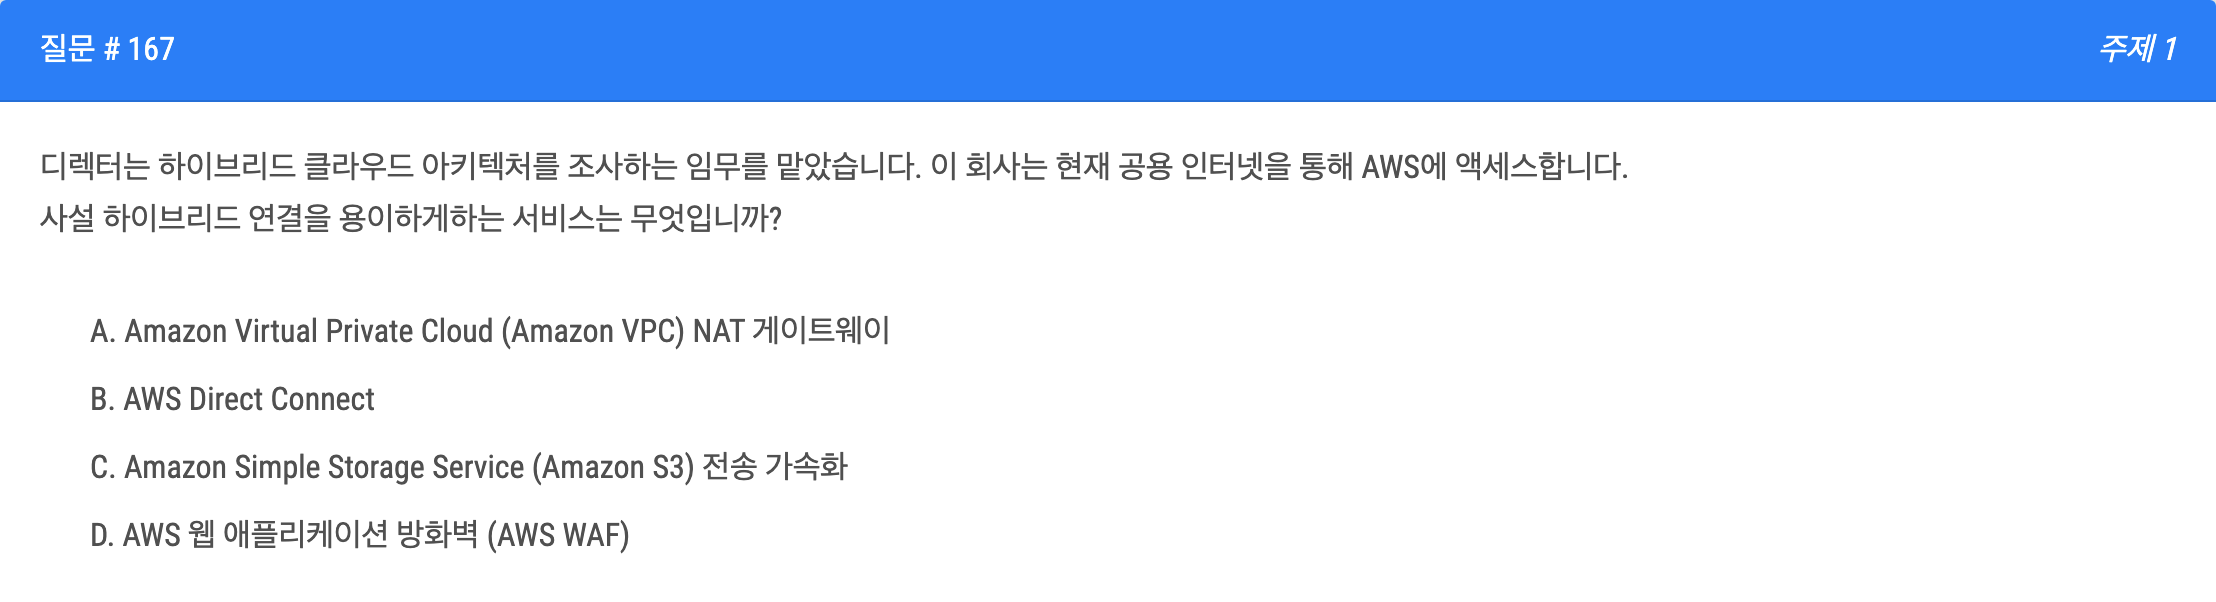 질문 # 167
주제 1
디렉터는 하이브리드 클라우드 아키텍처를 조사하는 임무를 맡았습니다. 이 회사는 현재 공용 인터넷을 통해 AWS에 액세스합니다.
사설 하이브리드 연결을 용이하게하는 서비스는 무엇입니까?
A. Amazon Virtual Private Cloud (Amazon VPC) NAT 게이트웨이
B. AWS Direct Connect
C. Amazon Simple Storage Service (Amazon S3) 전송 가속화
D. AWS 웹 애플리케이션 방화벽 (AWS WAF)